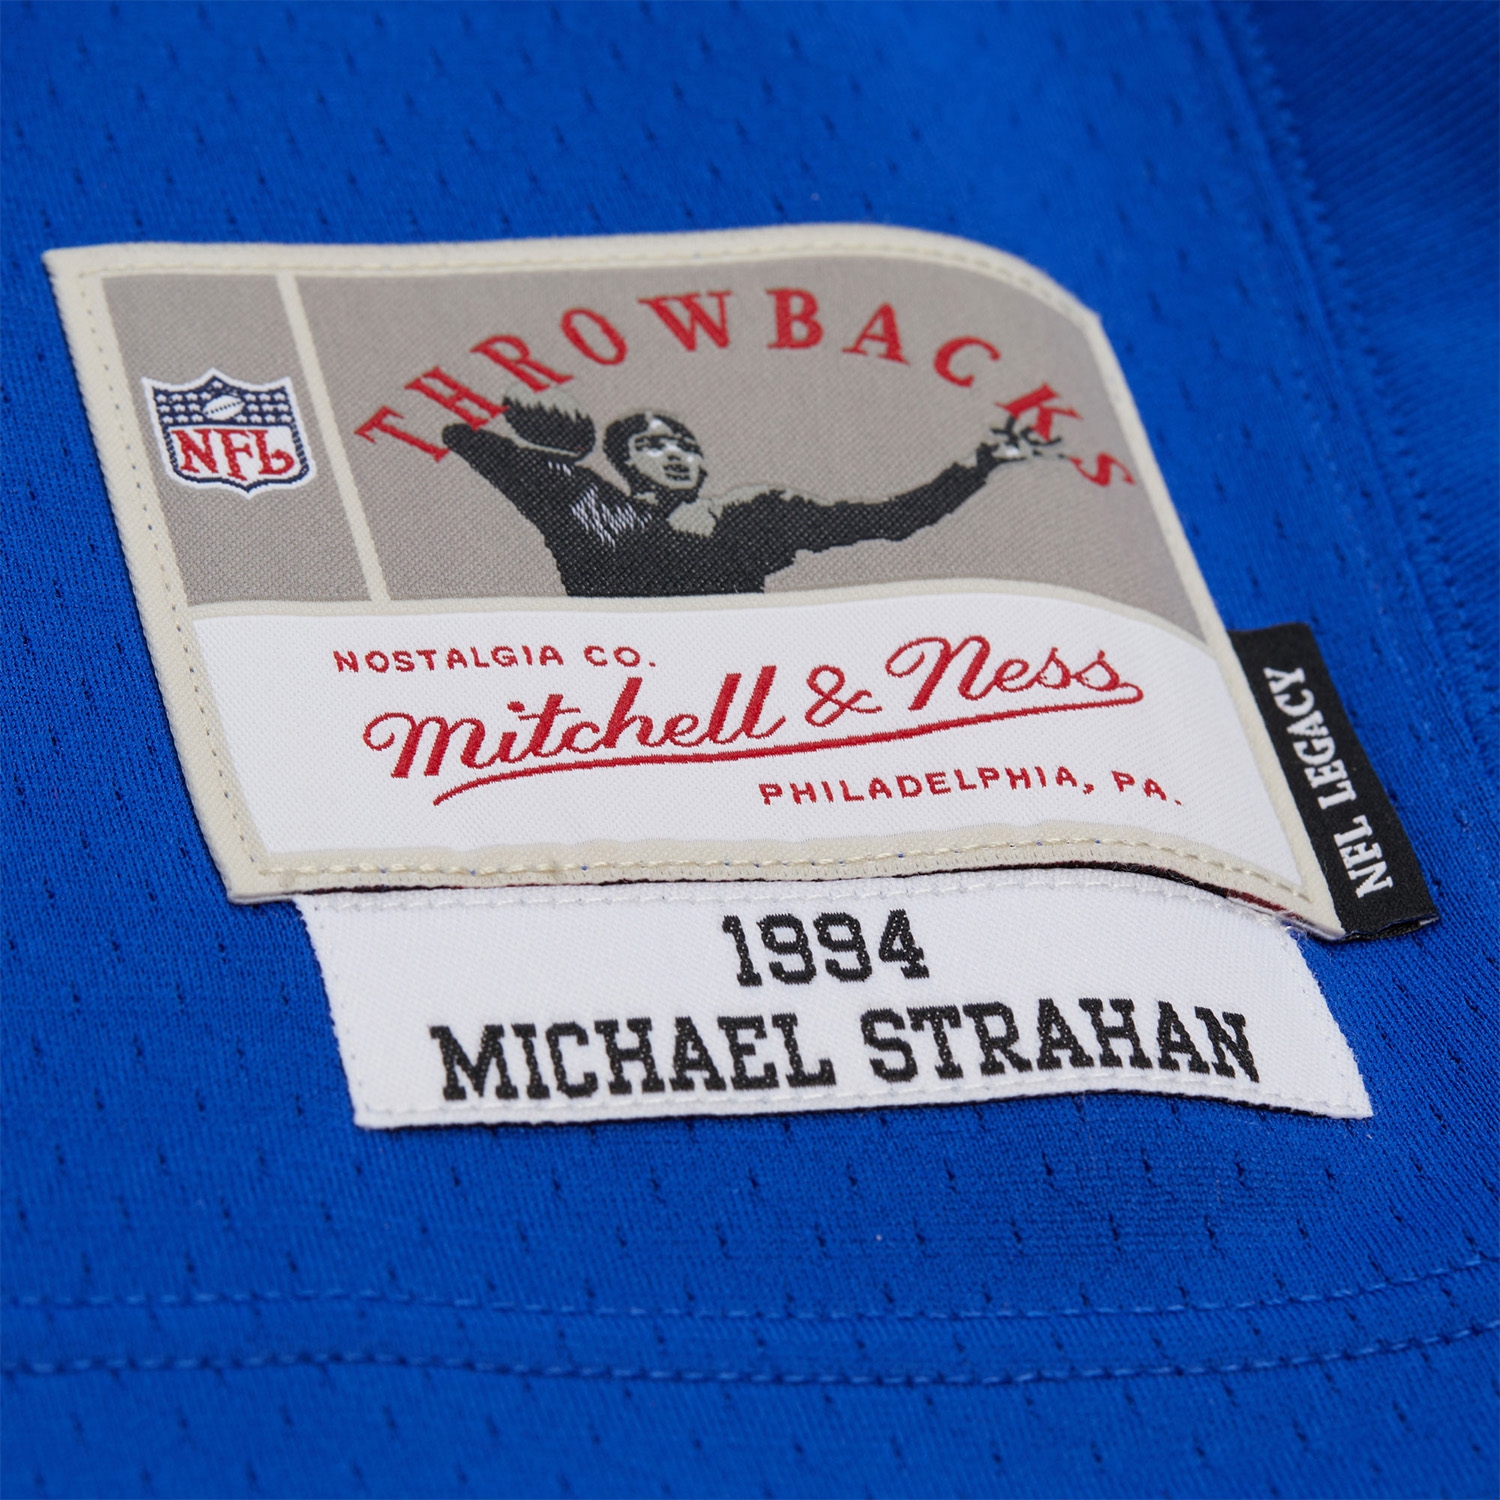 THROWBACKS
NFL
NOSTALGIA CO.
Mitchell & Ness
PHILADELPHIA, PA.
NFL LEGACY
1994
MICHAEL STRAHAN